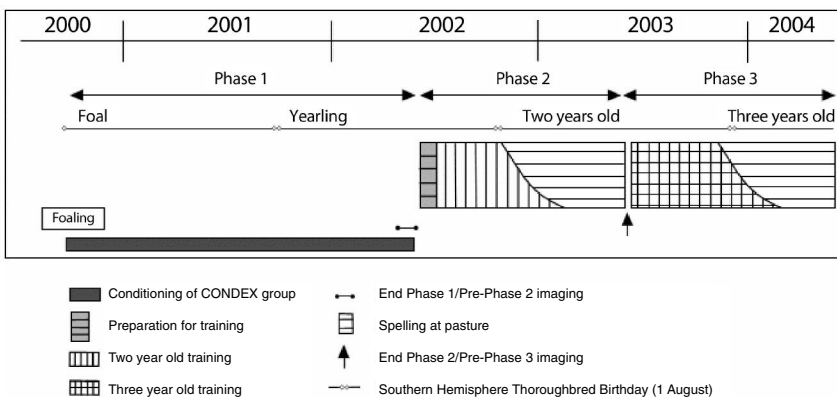 2000 2001 2002 2003 2004
Phase 1 Phase 2 Phase 3
Foal Yearling Two years old Three years old
Foaling
Conditioning of CONDEX group
End Phase 1/Pre-Phase 2 imaging
Preparation for training
Spelling at pasture
Two year old training
End Phase 2/Pre-Phase 3 imaging
Three year old training
Southern Hemisphere Thoroughbred Birthday (1 August)